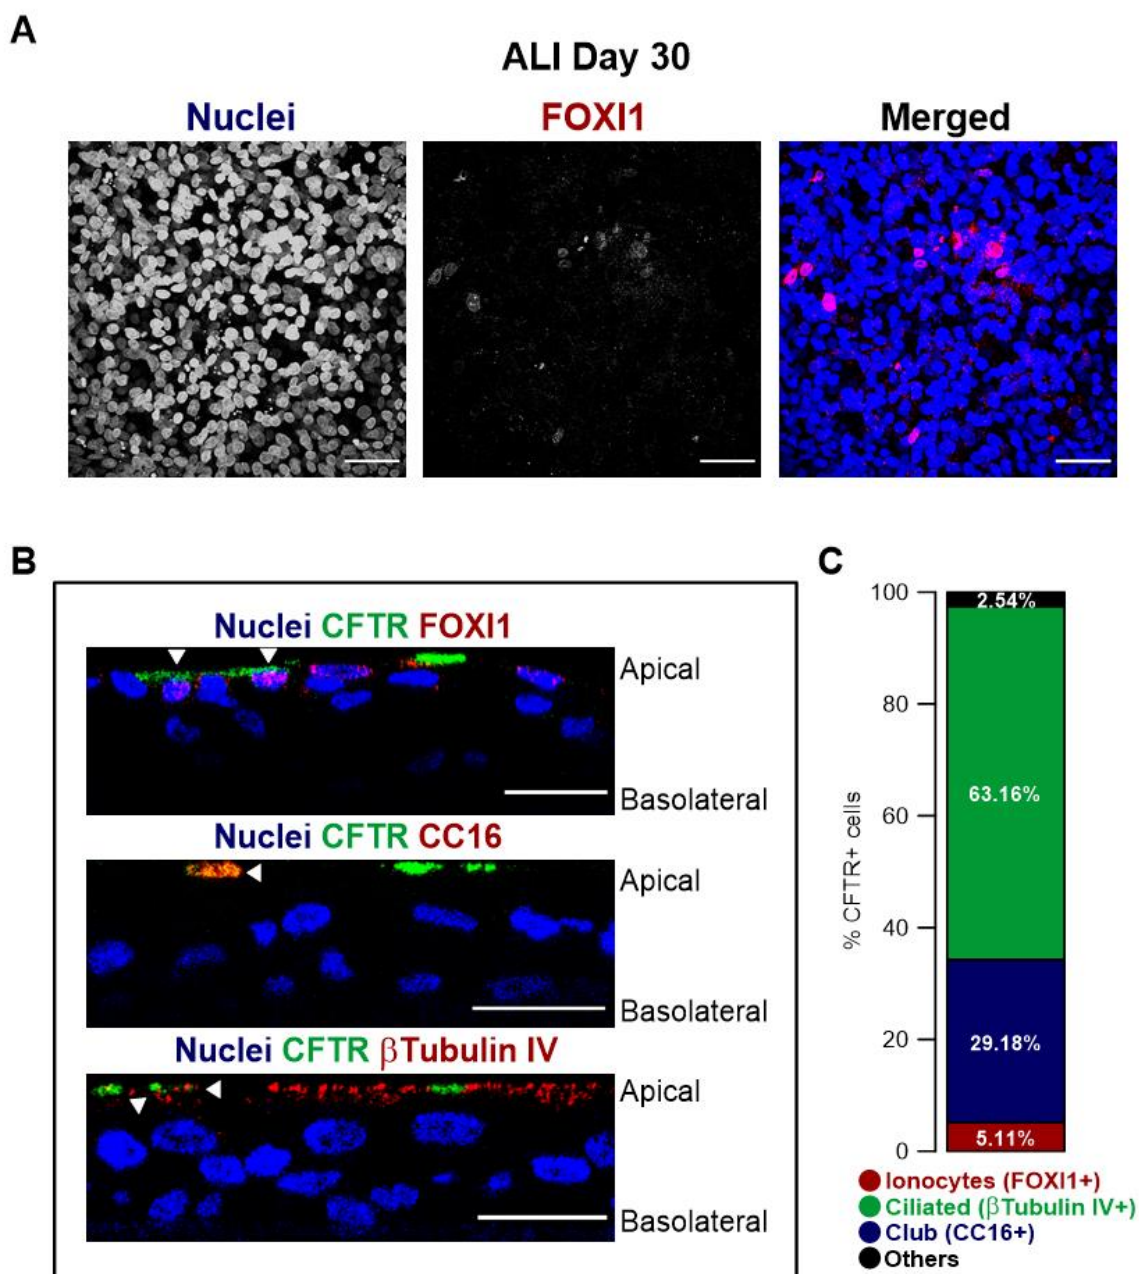 A
ALI Day 30
Nuclei FOXI1 Merged
B
Nuclei CFTR FOXI1
Apical
Basolateral
Nuclei CFTR CC16
Apical
Basolateral
Nuclei CFTR βTubulin IV
Apical
Basolateral
C
% CFTR+ cells
100
80
60
40
20
0
2.54%
63.16%
29.18%
5.11%
Ionocytes (FOXI1+)
Ciliated (βTubulin IV+)
Club (CC16+)
Others